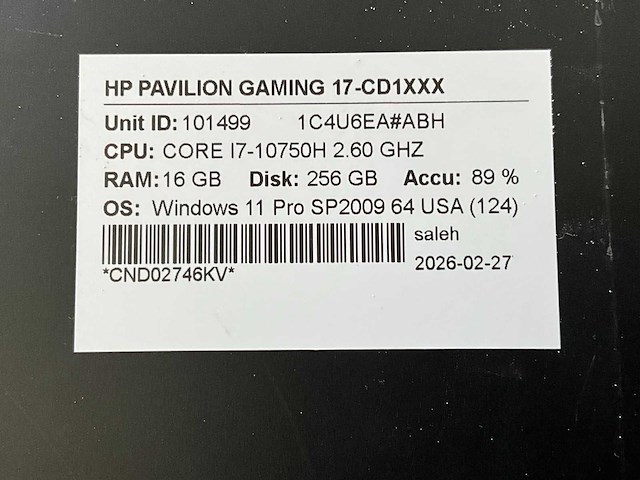 HP PAVILION GAMING 17-CD1XXX
Unit ID: 101499 1C4U6EA#ABH
CPU: CORE I7-10750H 2.60 GHZ
RAM: 16 GB Disk: 256 GB Accu: 89 %
OS: Windows 11 Pro SP2009 64 USA (124)
saleh
*CND02746KV* 2026-02-27